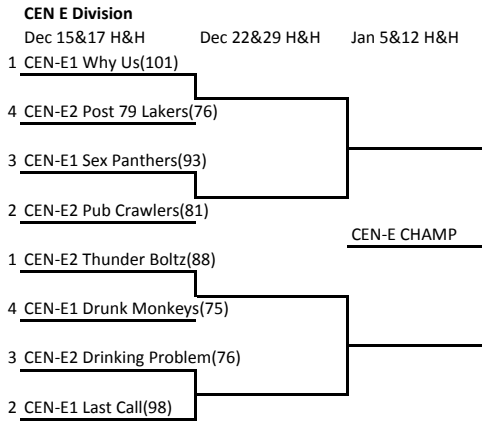 CEN E Division
Dec 15&17 H&H Dec 22&29 H&H Jan 5&12 H&H
1 CEN-E1 Why Us(101)
4 CEN-E2 Post 79 Lakers(76)
3 CEN-E1 Sex Panthers(93)
2 CEN-E2 Pub Crawlers(81)
CEN-E CHAMP
1 CEN-E2 Thunder Boltz(88)
4 CEN-E1 Drunk Monkeys(75)
3 CEN-E2 Drinking Problem(76)
2 CEN-E1 Last Call(98)